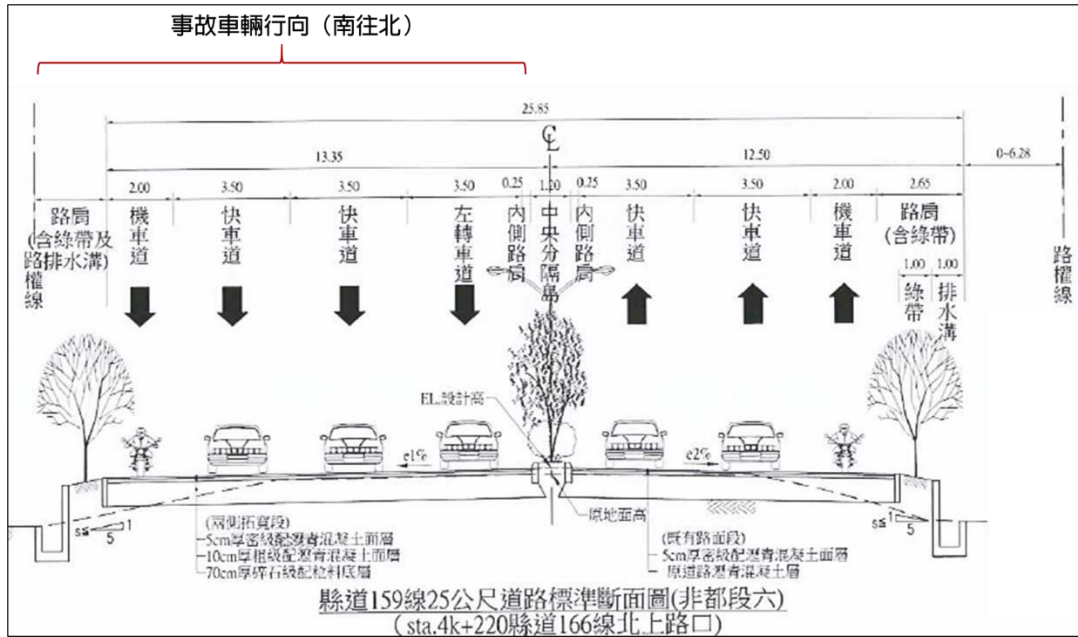 事故車輛行向（南往北）
25.85
℄
13.35
12.50
0~6.28
2.00
3.50
3.50
3.50
0.25
1.00
0.25
3.50
3.50
2.00
2.65
路肩
(含綠帶及
排水溝)
機車道
快車道
快車道
左轉車道
內側路肩
中央分隔島
內側路肩
快車道
快車道
機車道
路肩
(含綠帶)
1.00
1.00
綠帶
排水溝
路權線
路權線
EL.設計高
e1%
e2%
原地面高
s≦
1
5
s≦
1
5
(兩側拓寬段)
5cm厚密級配瀝青混凝土面層
10cm厚粗級配瀝青混凝土面層
70cm厚碎石級配粒料底層
(既有路面段)
5cm厚密級配瀝青混凝土面層
原道路瀝青混凝土層
縣道159線25公尺道路標準斷面圖(非都段六)
(sta.4k+220縣道166線北上路口)